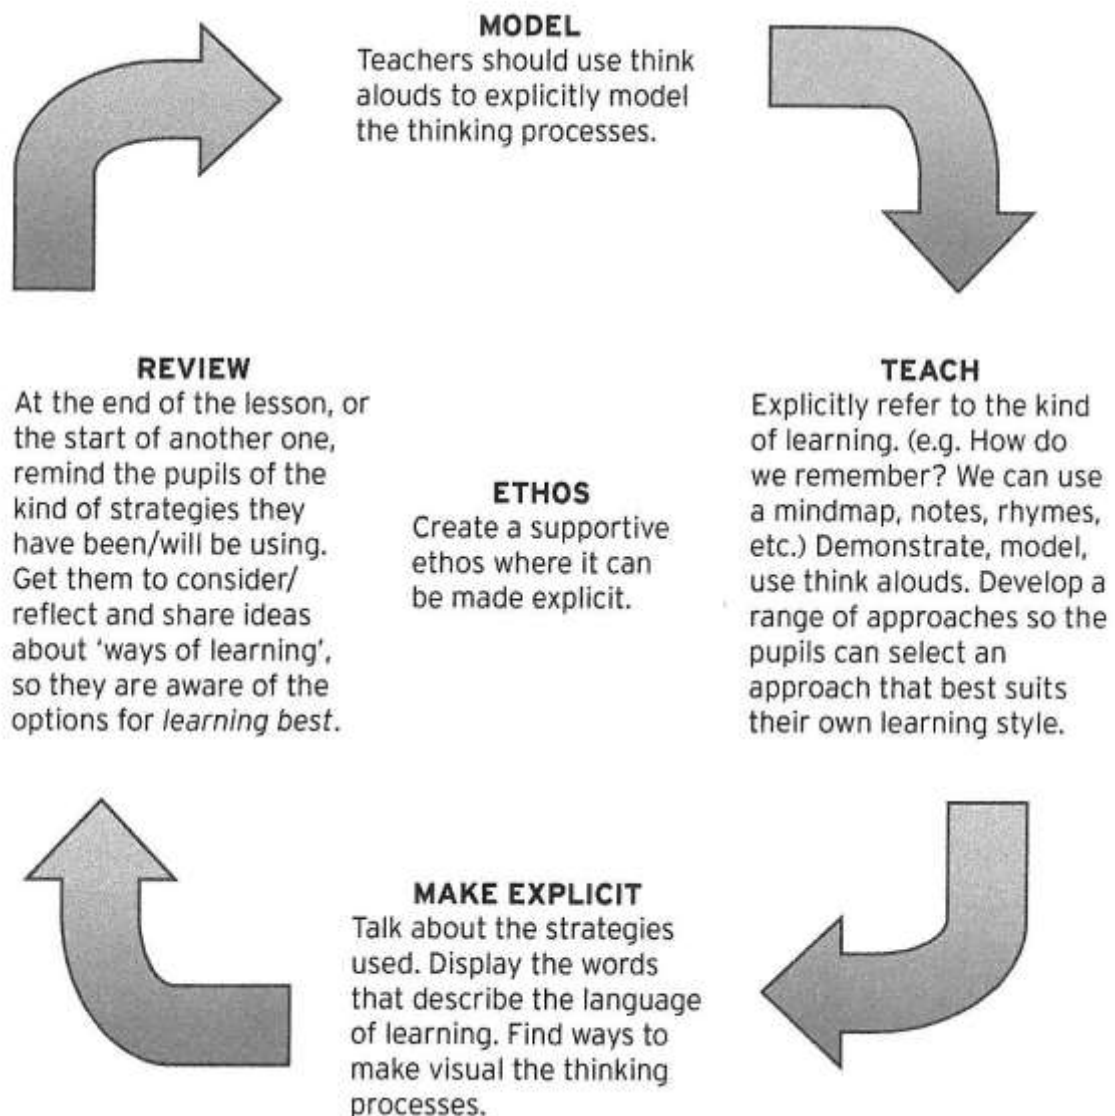 MODEL
Teachers should use think
alouds to explicitly model
the thinking processes.
TEACH
Explicitly refer to the kind
of learning. (e.g. How do
we remember? We can use
a mindmap, notes, rhymes,
etc.) Demonstrate, model,
use think alouds. Develop a
range of approaches so the
pupils can select an
approach that best suits
their own learning style.
MAKE EXPLICIT
Talk about the strategies
used. Display the words
that describe the language
of learning. Find ways to
make visual the thinking
processes.
REVIEW
At the end of the lesson, or
the start of another one,
remind the pupils of the
kind of strategies they
have been/will be using.
Get them to consider/
reflect and share ideas
about ‘ways of learning’,
so they are aware of the
options for learning best.
ETHOS
Create a supportive
ethos where it can
be made explicit.